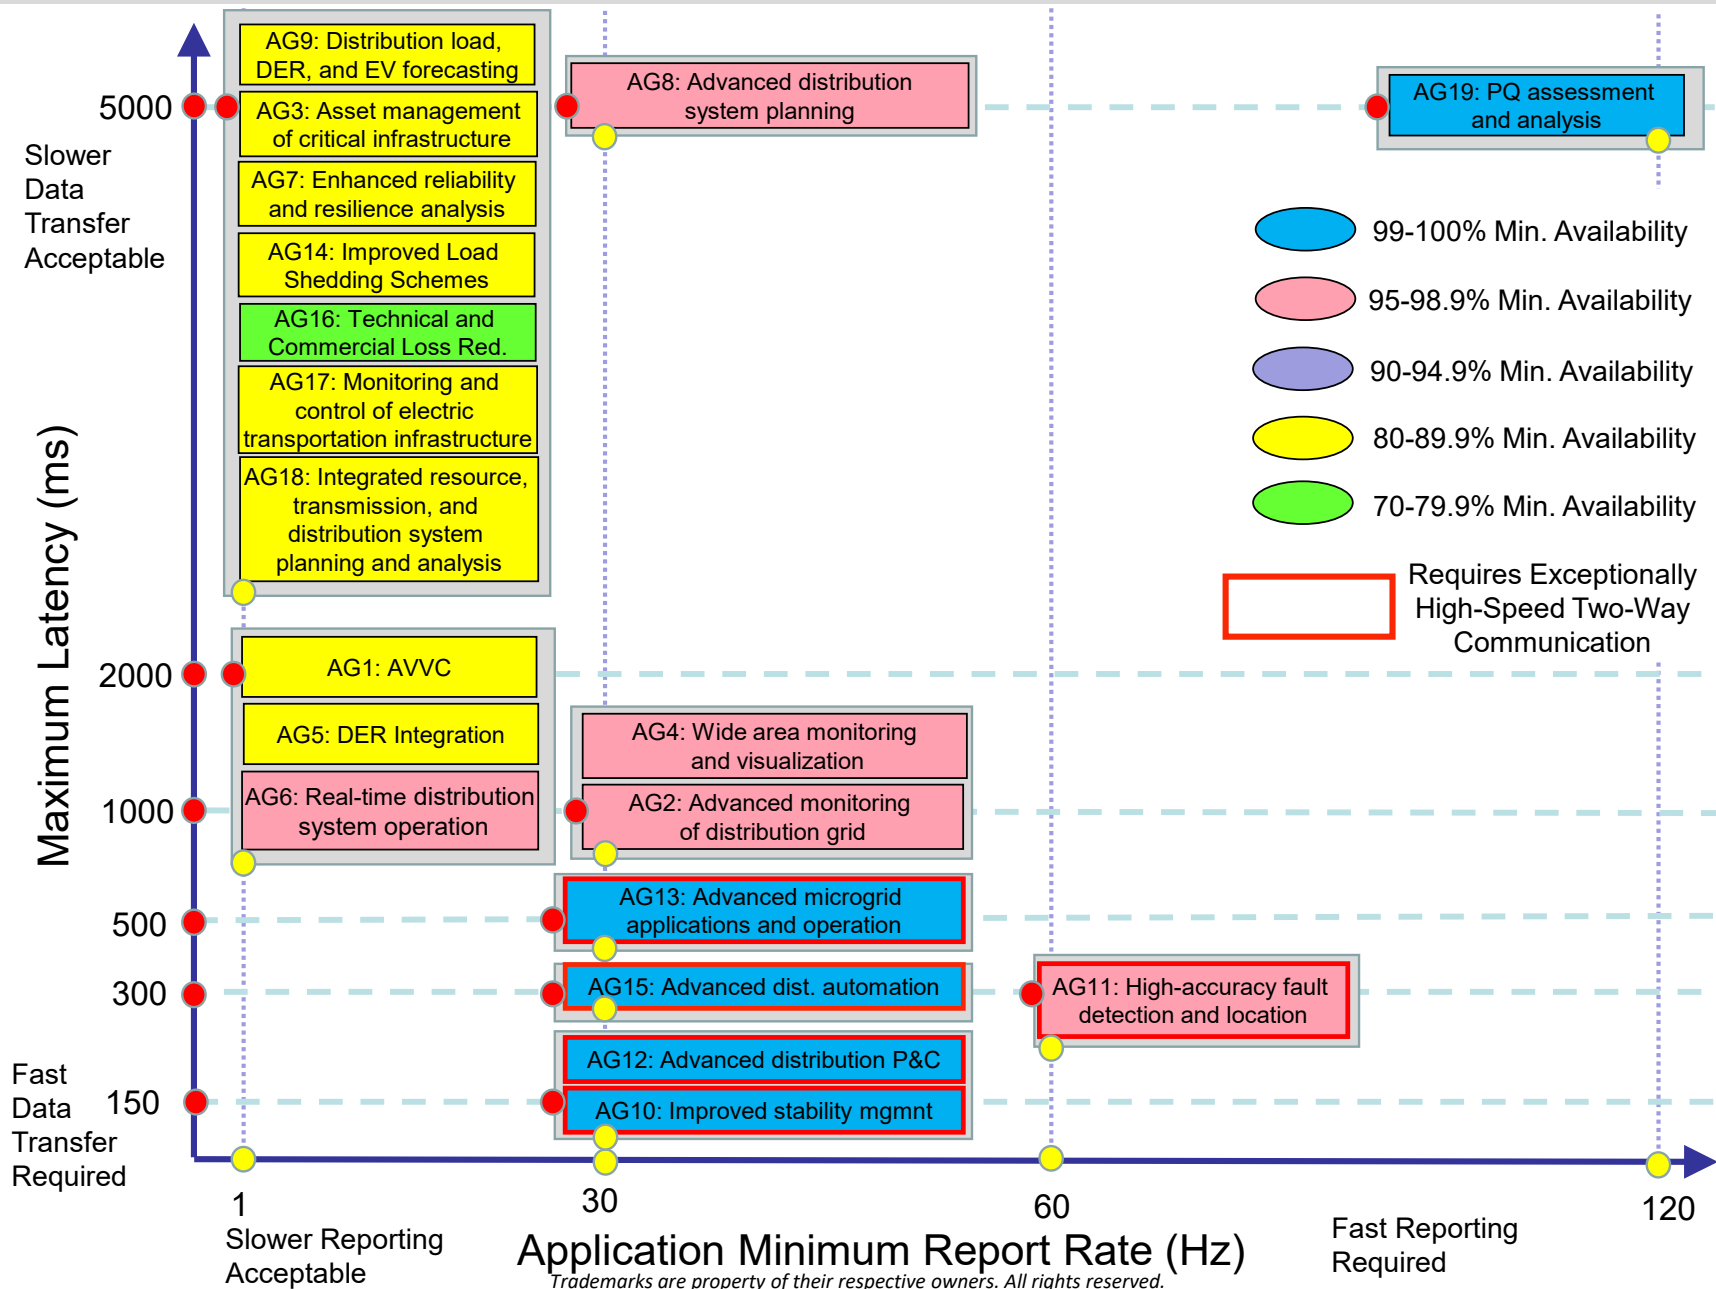 AG9: Distribution load,
DER, and EV forecasting
AG3: Asset management
of critical infrastructure
AG7: Enhanced reliability
and resilience analysis
AG14: Improved Load
Shedding Schemes
AG16: Technical and
Commercial Loss Red.
AG17: Monitoring and
control of electric
transportation infrastructure
AG18: Integrated resource,
transmission, and
distribution system
planning and analysis
AG8: Advanced distribution
system planning
AG19: PQ assessment
and analysis
5000
Slower
Data
Transfer
Acceptable
99-100% Min. Availability
95-98.9% Min. Availability
90-94.9% Min. Availability
80-89.9% Min. Availability
70-79.9% Min. Availability
Requires Exceptionally
High-Speed Two-Way
Communication
Maximum Latency (ms)
2000
AG1: AVVC
AG5: DER Integration
AG6: Real-time distribution
system operation
AG4: Wide area monitoring
and visualization
AG2: Advanced monitoring
of distribution grid
1000
AG13: Advanced microgrid
applications and operation
500
AG15: Advanced dist. automation
300
AG11: High-accuracy fault
detection and location
AG12: Advanced distribution P&C
AG10: Improved stability mgmnt
150
Fast
Data
Transfer
Required
1
30
60
120
Slower Reporting
Acceptable
Application Minimum Report Rate (Hz)
Fast Reporting
Required
Trademarks are property of their respective owners. All rights reserved.